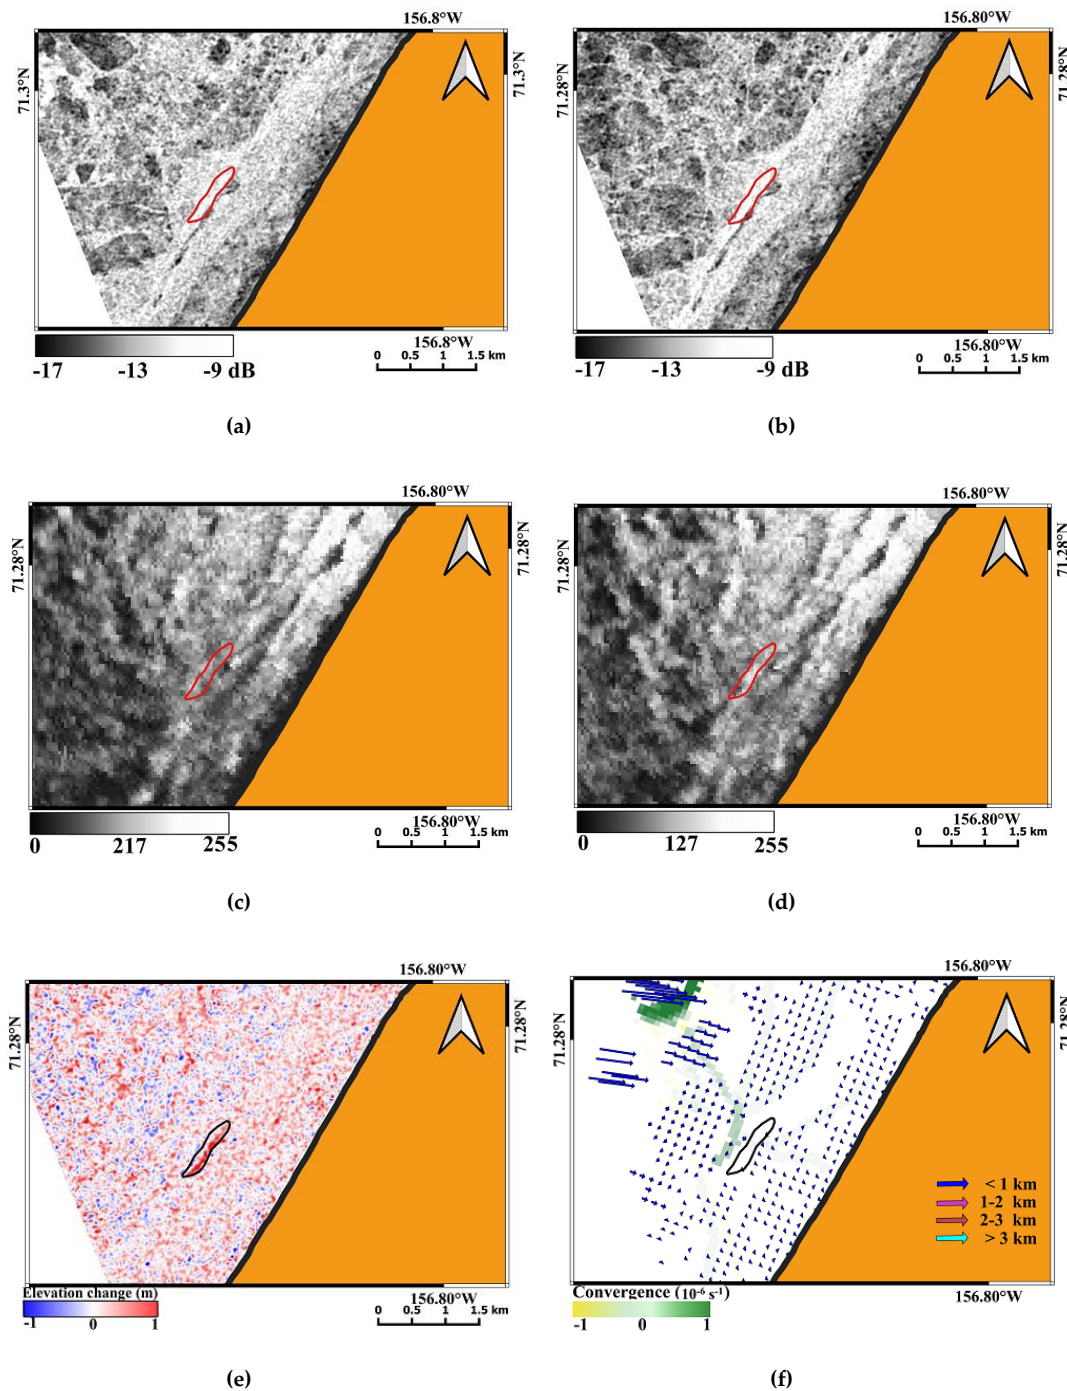 156.8°W
156.80°W
71.3°N
71.3°N
71.28°N
71.28°N
156.8°W
156.80°W
-17 -13 -9 dB
0 0.5 1 1.5 km
-17 -13 -9 dB
0 0.5 1 1.5 km
(a)
(b)
156.80°W
156.80°W
71.28°N
71.28°N
71.28°N
71.28°N
156.80°W
156.80°W
0 217 255
0 0.5 1 1.5 km
0 127 255
0 0.5 1 1.5 km
(c)
(d)
156.80°W
156.80°W
71.28°N
71.28°N
71.28°N
71.28°N
< 1 km
1-2 km
2-3 km
> 3 km
Elevation change (m)
-1 0 1
156.80°W
0 0.5 1 1.5 km
Convergence (10⁻⁶ s⁻¹)
-1 0 1
156.80°W
(e)
(f)